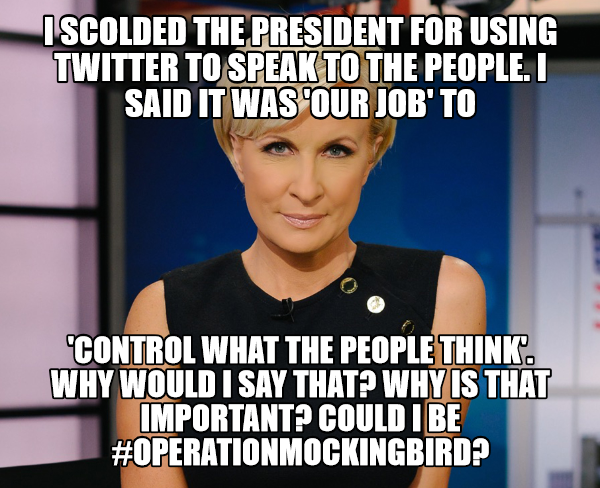 I SCOLDED THE PRESIDENT FOR USING
TWITTER TO SPEAK TO THE PEOPLE. I
SAID IT WAS 'OUR JOB' TO
'CONTROL WHAT THE PEOPLE THINK'.
WHY WOULD I SAY THAT? WHY IS THAT
IMPORTANT? COULD I BE
#OPERATIONMOCKINGBIRD?